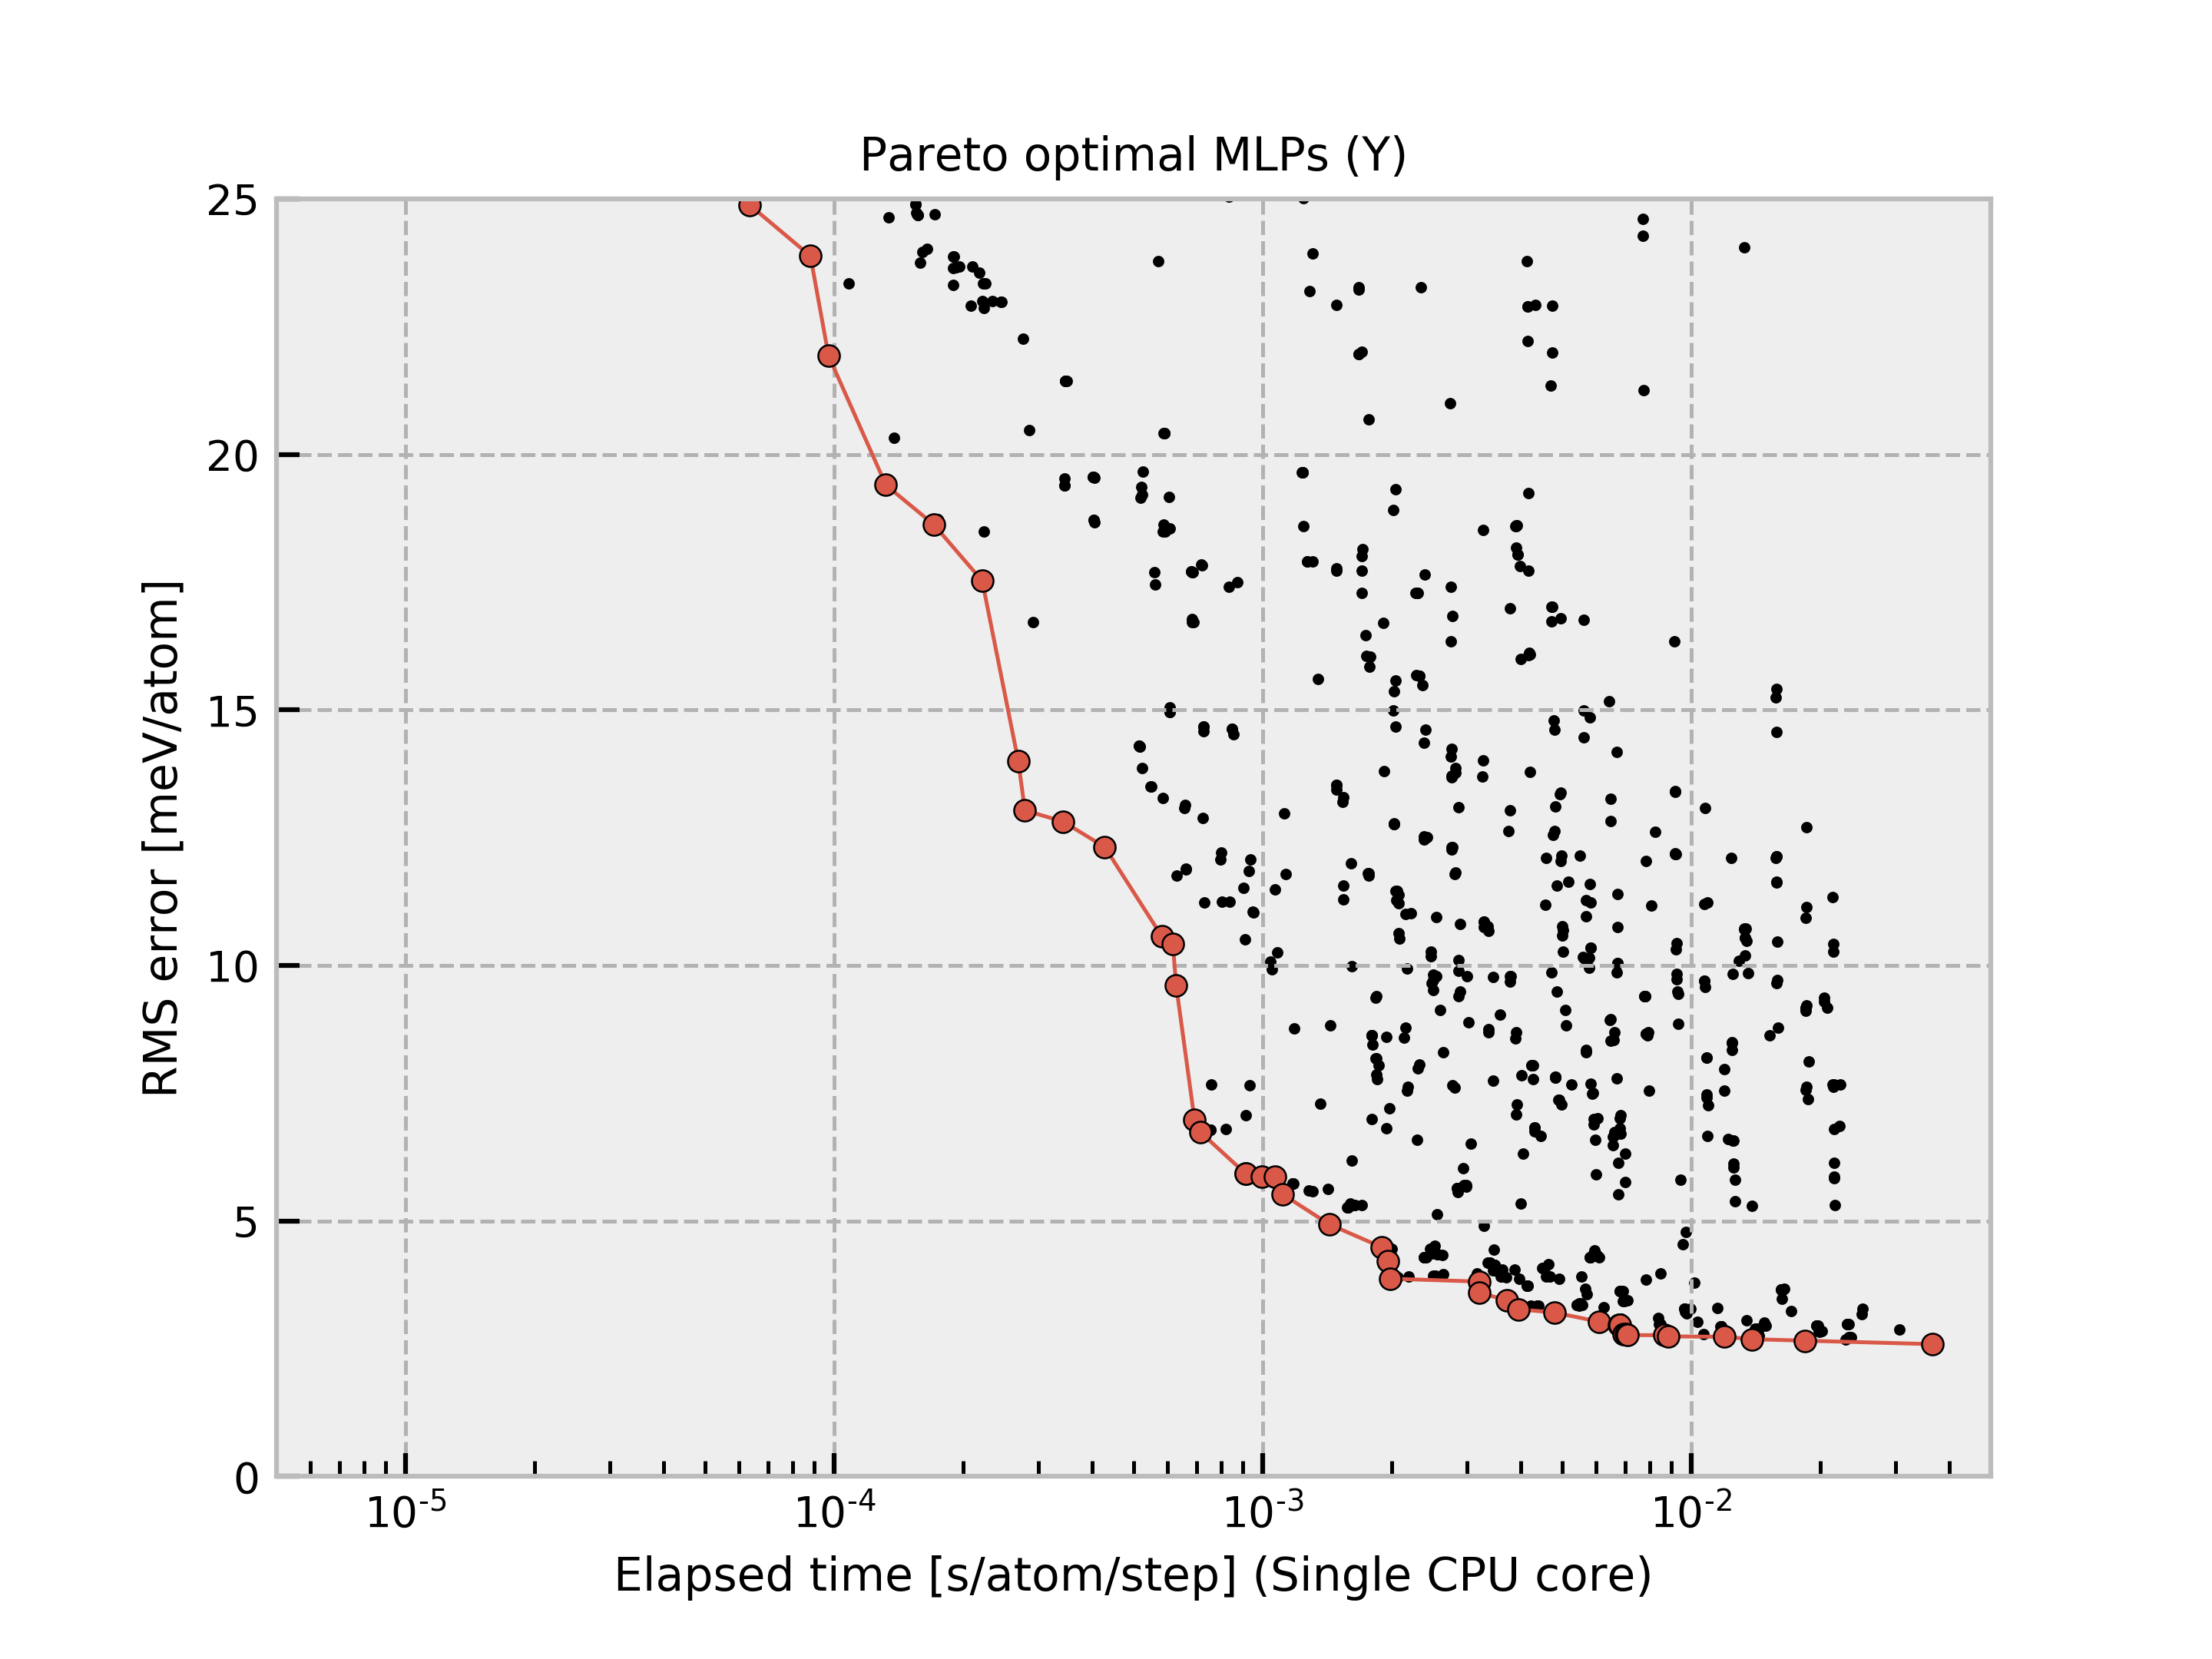 Pareto optimal MLPs (Y)
25
20
15
10
5
0
RMS error [meV/atom]
10-5 10-4 10-3 10-2
Elapsed time [s/atom/step] (Single CPU core)